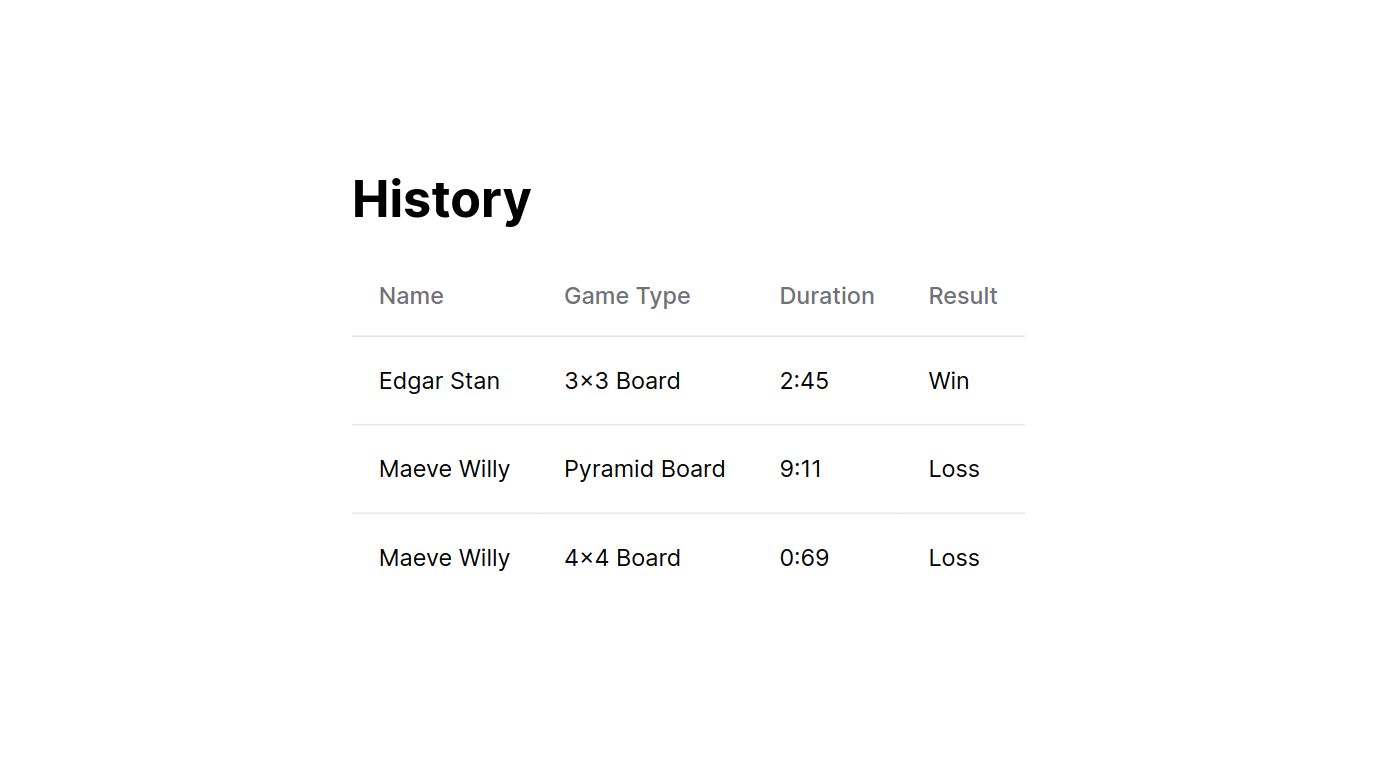 History
Name Game Type Duration Result
Edgar Stan 3×3 Board 2:45 Win
Maeve Willy Pyramid Board 9:11 Loss
Maeve Willy 4×4 Board 0:69 Loss